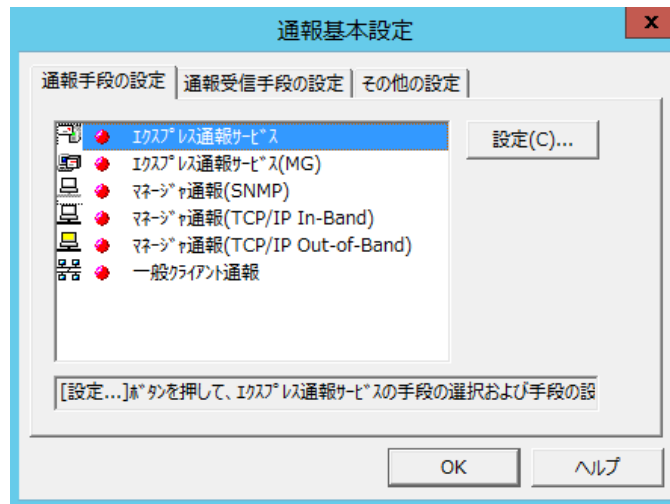 通報基本設定
x
通報手段の設定 通報受信手段の設定 その他の設定
ｴｸｽﾌﾟﾚｽ通報ｻｰﾋﾞｽ
設定(C)...
ｴｸｽﾌﾟﾚｽ通報ｻｰﾋﾞｽ(MG)
ﾏﾈｰｼﾞｬ通報(SNMP)
ﾏﾈｰｼﾞｬ通報(TCP/IP In-Band)
ﾏﾈｰｼﾞｬ通報(TCP/IP Out-of-Band)
一般ｸﾗｲｱﾝﾄ通報
[設定...]ﾎﾞﾀﾝを押して、ｴｸｽﾌﾟﾚｽ通報ｻｰﾋﾞｽの手段の選択および手段の設
OK ヘルプ